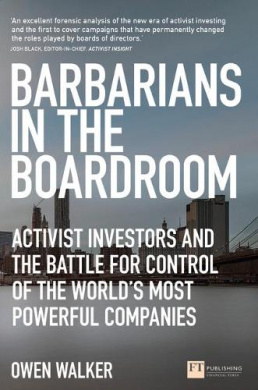 'An excellent forensic analysis of the new era of activist investing
and the first to cover campaigns that have permanently changed
the roles played by boards of directors.'
JOSH BLACK, EDITOR-IN-CHIEF, ACTIVIST INSIGHT
BARBARIANS
IN THE
BOARDROOM
ACTIVIST INVESTORS AND
THE BATTLE FOR CONTROL
OF THE WORLD'S MOST
POWERFUL COMPANIES
OWEN WALKER
FT PUBLISHING
FINANCIAL TIMES